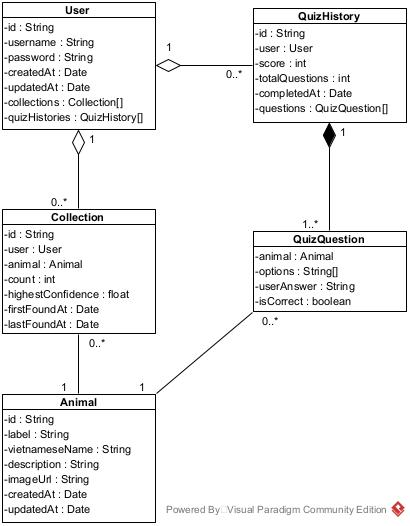 User
-id : String
-username : String
-password : String
-createdAt : Date
-updatedAt : Date
-collections : Collection[]
-quizHistories : QuizHistory[]
1
0..*
QuizHistory
-id : String
-user : User
-score : int
-totalQuestions : int
-completedAt : Date
-questions : QuizQuestion[]
1
1
0..*
1..*
Collection
-id : String
-user : User
-animal : Animal
-count : int
-highestConfidence : float
-firstFoundAt : Date
-lastFoundAt : Date
QuizQuestion
-animal : Animal
-options : String[]
-userAnswer : String
-isCorrect : boolean
0..*
0..*
1
1
Animal
-id : String
-label : String
-vietnameseName : String
-description : String
-imageUrl : String
-createdAt : Date
-updatedAt : Date
Powered By Visual Paradigm Community Edition